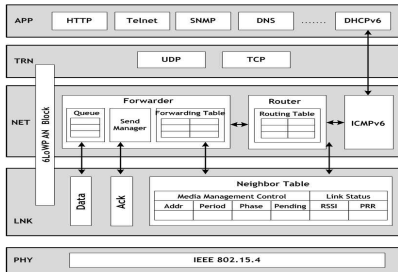 APP HTTP Telnet SNMP DNS ....... DHCPv6
TRN UDP TCP
NET
6LoWPAN Block
Forwarder
Queue
Send Manager
Forwarding Table
Router
Routing Table
ICMPv6
LNK
Data
Ack
Neighbor Table
Media Management Control Link Status
Addr Period Phase Pending RSSI PRR
PHY IEEE 802.15.4